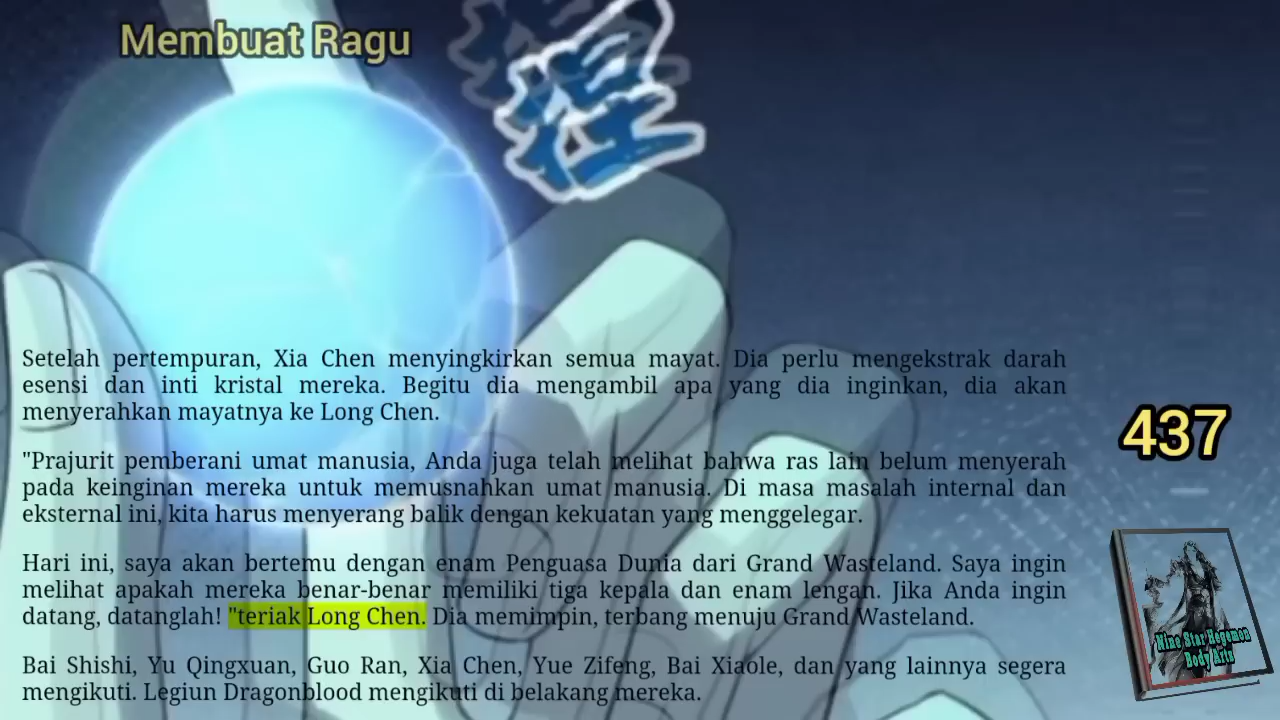 Membuat Ragu
Setelah pertempuran, Xia Chen menyingkirkan semua mayat. Dia perlu mengekstrak darah
esensi dan inti kristal mereka. Begitu dia mengambil apa yang dia inginkan, dia akan
menyerahkan mayatnya ke Long Chen.
"Prajurit pemberani umat manusia, Anda juga telah melihat bahwa ras lain belum menyerah
pada keinginan mereka untuk memusnahkan umat manusia. Di masa masalah internal dan
eksternal ini, kita harus menyerang balik dengan kekuatan yang menggelegar.
Hari ini, saya akan bertemu dengan enam Penguasa Dunia dari Grand Wasteland. Saya ingin
melihat apakah mereka benar-benar memiliki tiga kepala dan enam lengan. Jika Anda ingin
datang, datanglah! "teriak Long Chen. Dia memimpin, terbang menuju Grand Wasteland.
Bai Shishi, Yu Qingxuan, Guo Ran, Xia Chen, Yue Zifeng, Bai Xiaole, dan yang lainnya segera
mengikuti. Legiun Dragonblood mengikuti di belakang mereka.
437
Nine Star Hegemon
Body Arts